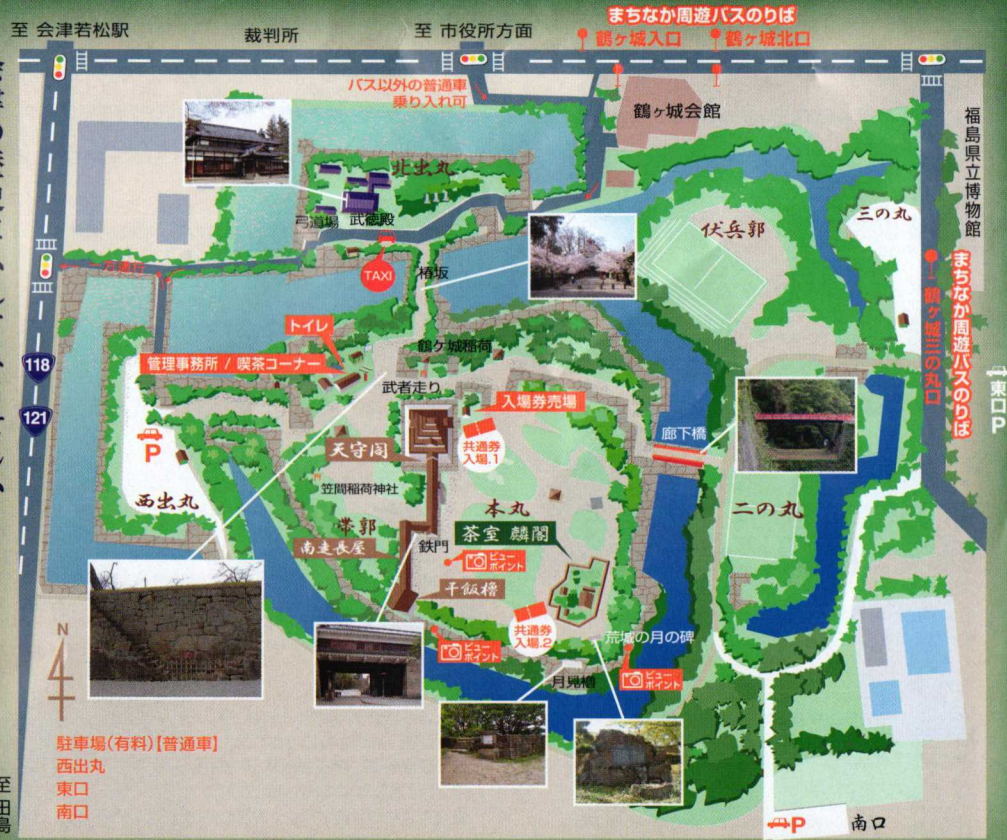 まちなか周遊バスのりば
至 会津若松駅
裁判所
至 市役所方面
鶴ヶ城入口
鶴ヶ城北口
バス以外の普通車
乗り入れ可
鶴ヶ城会館
福島県立博物館
北出丸
弓道場
武徳殿
伏兵郭
三の丸
TAXI
椿坂
一方通行
まちなか周遊バスのりば
鶴ヶ城三の丸口
東口P
トイレ
管理事務所 / 喫茶コーナー
鶴ケ城稲荷
武者走り
118
121
入場券売場
共通券
入場.1
廊下橋
P
西出丸
天守閣
笠間稲荷神社
本丸
二の丸
帯郭
茶室 麟閣
南走長屋
鉄門
ビュー
ポイント
干飯櫓
共通券
入場.2
荒城の月の碑
ビュー
ポイント
ビュー
ポイント
月見櫓
N
駐車場(有料)【普通車】
西出丸
東口
南口
至田島
P
南口